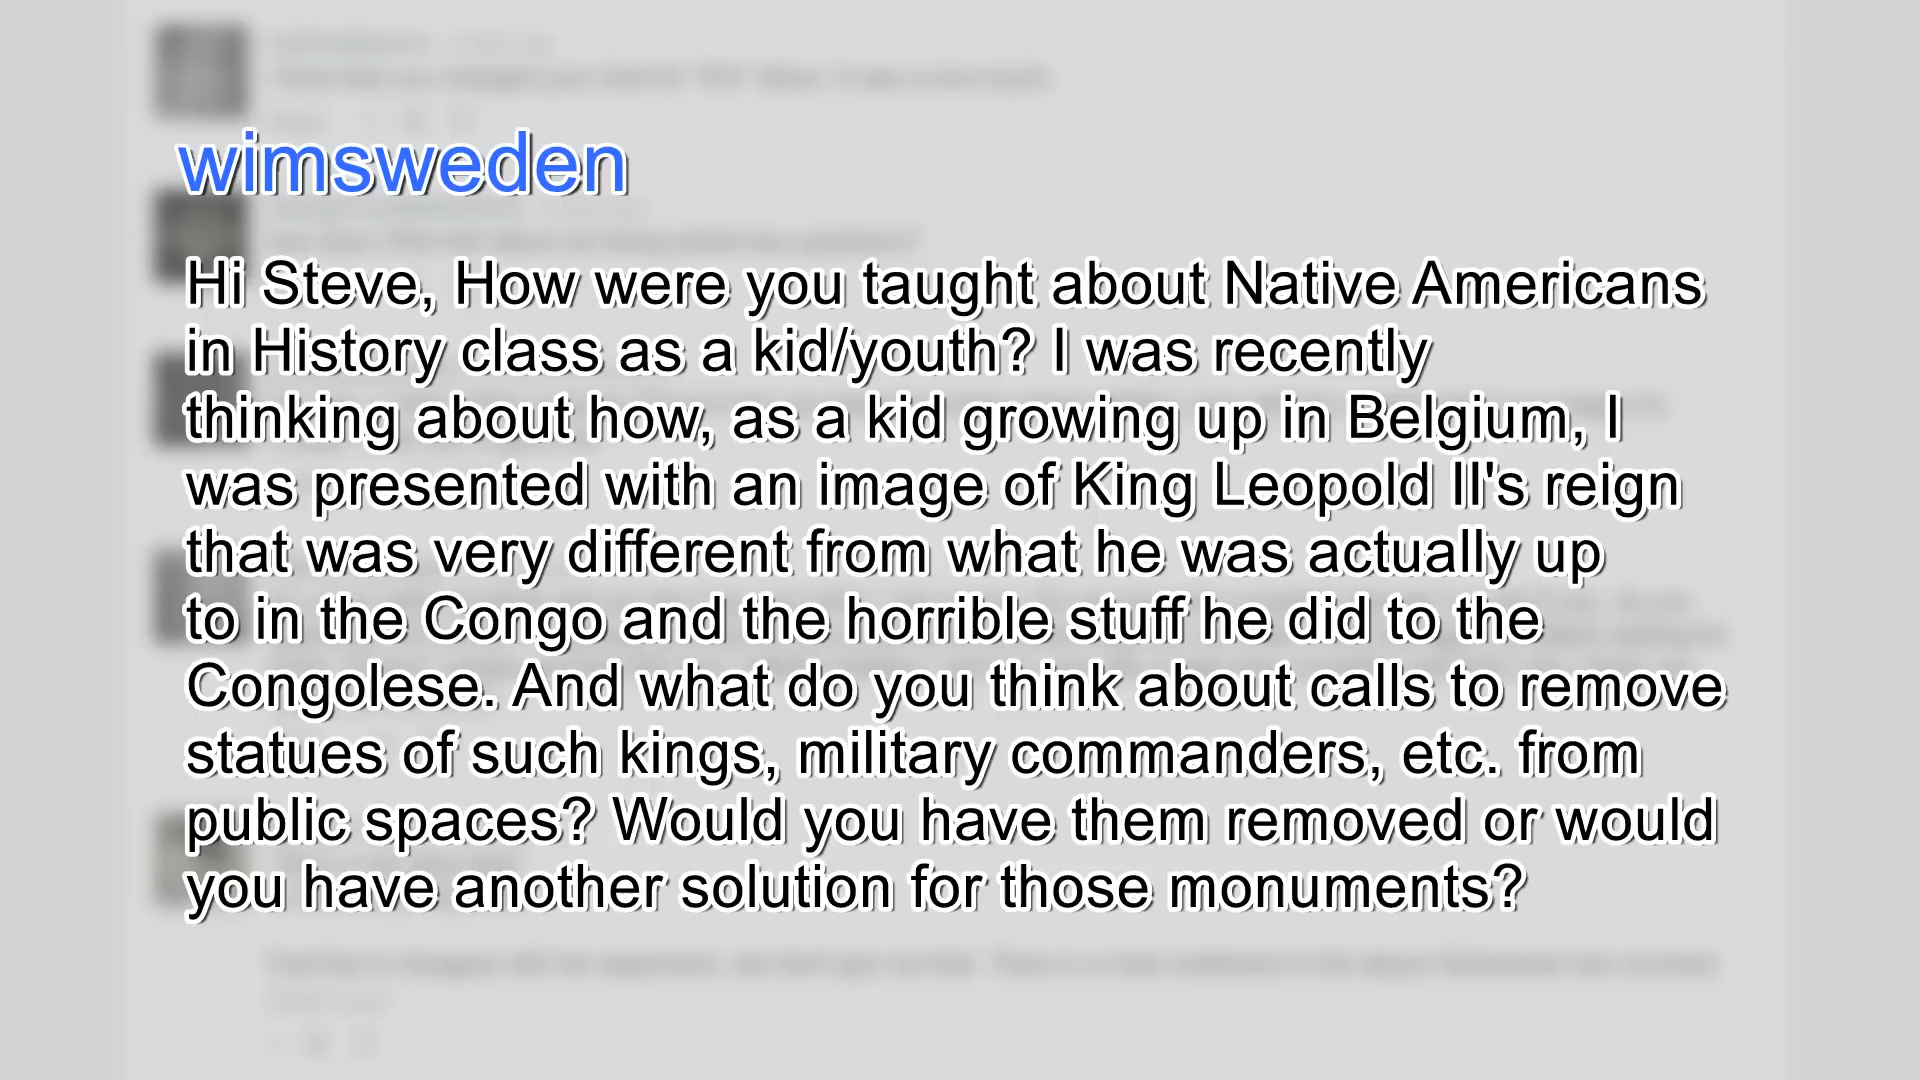 wimsweden
Hi Steve, How were you taught about Native Americans
in History class as a kid/youth? I was recently
thinking about how, as a kid growing up in Belgium, I
was presented with an image of King Leopold II's reign
that was very different from what he was actually up
to in the Congo and the horrible stuff he did to the
Congolese. And what do you think about calls to remove
statues of such kings, military commanders, etc. from
public spaces? Would you have them removed or would
you have another solution for those monuments?